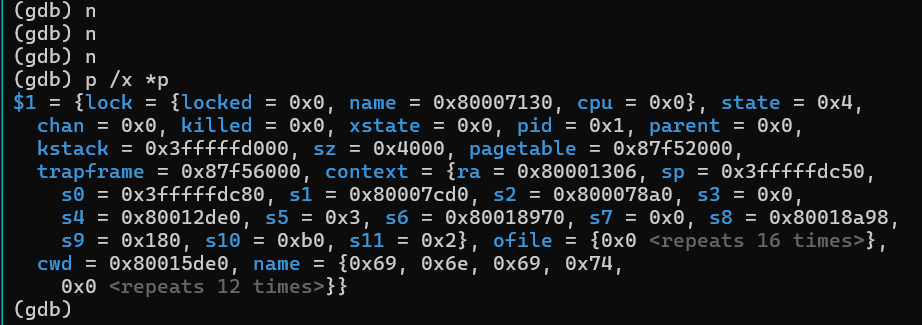 (gdb) n
(gdb) n
(gdb) n
(gdb) p /x *p
$1 = {lock = {locked = 0x0, name = 0x80007130, cpu = 0x0}, state = 0x4,
chan = 0x0, killed = 0x0, xstate = 0x0, pid = 0x1, parent = 0x0,
kstack = 0x3fffffd000, sz = 0x4000, pagetable = 0x87f52000,
trapframe = 0x87f56000, context = {ra = 0x80001306, sp = 0x3fffffdc50,
s0 = 0x3fffffdc80, s1 = 0x80007cd0, s2 = 0x800078a0, s3 = 0x0,
s4 = 0x80012de0, s5 = 0x3, s6 = 0x80018970, s7 = 0x0, s8 = 0x80018a98,
s9 = 0x180, s10 = 0xb0, s11 = 0x2}, ofile = {0x0 <repeats 16 times>},
cwd = 0x80015de0, name = {0x69, 0x6e, 0x69, 0x74,
0x0 <repeats 12 times>}}
(gdb)